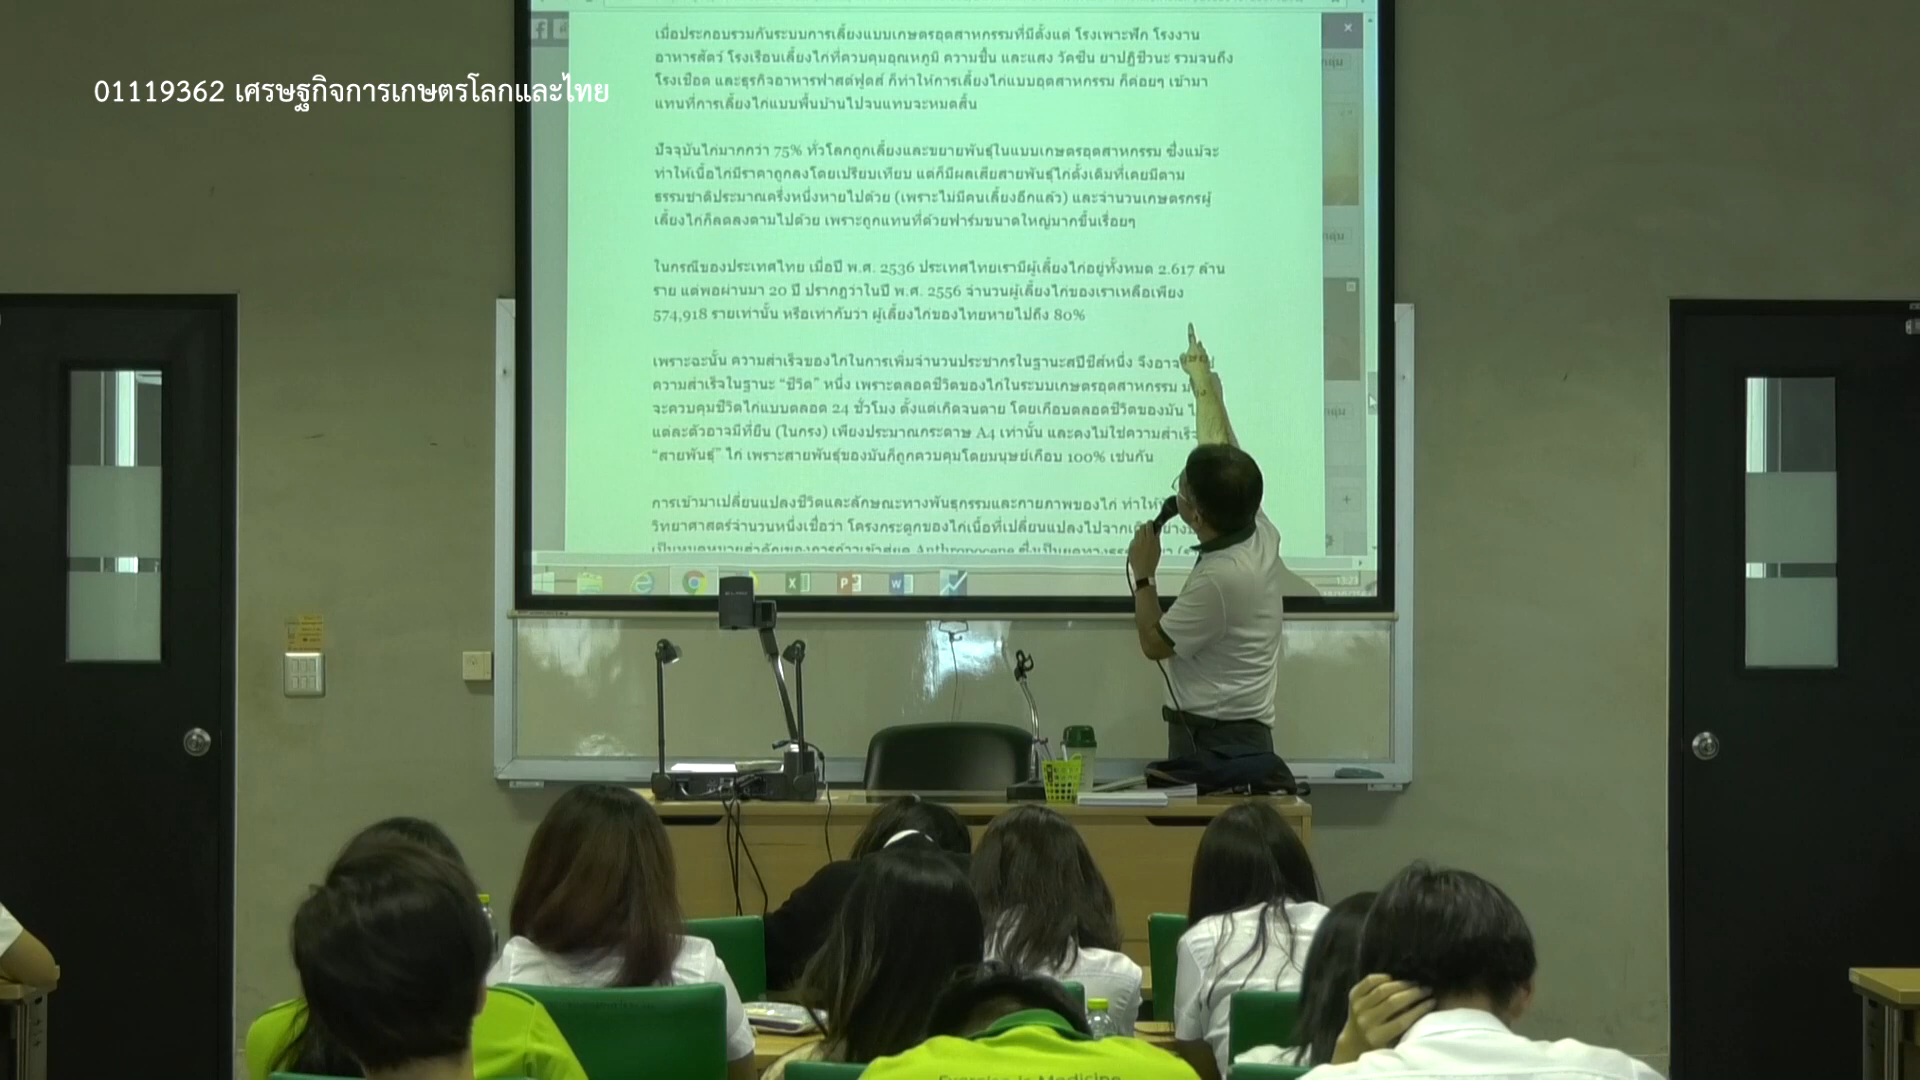 01119362 เศรษฐกิจการเกษตรโลกและไทย
เมื่อประกอบรวมกันระบบการเลี้ยงแบบเกษตรอุตสาหกรรมที่มีตั้งแต่ โรงเพาะฟัก โรงงาน
อาหารสัตว์ โรงเรือนเลี้ยงไก่ที่ควบคุมอุณหภูมิ ความชื้น และแสง วัคซีน ยาปฏิชีวนะ รวมจนถึง
โรงเชือด และธุรกิจอาหารฟาสต์ฟูดส์ ก็ทำให้การเลี้ยงไก่แบบอุตสาหกรรม ก็ค่อยๆ เข้ามา
แทนที่การเลี้ยงไก่แบบพื้นบ้านไปจนแทบจะหมดสิ้น
ปัจจุบันไก่มากกว่า 75% ทั่วโลกถูกเลี้ยงและขยายพันธุ์ในแบบเกษตรอุตสาหกรรม ซึ่งแม้จะ
ทำให้เนื้อไก่มีราคาถูกลงโดยเปรียบเทียบ แต่ก็มีผลเสียสายพันธุ์ไก่ดั้งเดิมที่เคยมีตาม
ธรรมชาติประมาณครึ่งหนึ่งหายไปด้วย (เพราะไม่มีคนเลี้ยงอีกแล้ว) และจำนวนเกษตรกรผู้
เลี้ยงไก่ก็ลดลงตามไปด้วย เพราะถูกแทนที่ด้วยฟาร์มขนาดใหญ่มากขึ้นเรื่อยๆ
ในกรณีของประเทศไทย เมื่อปี พ.ศ. 2536 ประเทศไทยเรามีผู้เลี้ยงไก่อยู่ทั้งหมด 2.617 ล้าน
ราย แต่พอผ่านมา 20 ปี ปรากฏว่าในปี พ.ศ. 2556 จำนวนผู้เลี้ยงไก่ของเราเหลือเพียง
574,918 รายเท่านั้น หรือเท่ากับว่า ผู้เลี้ยงไก่ของไทยหายไปถึง 80%
เพราะฉะนั้น ความสำเร็จของไก่ในการเพิ่มจำนวนประชากรในฐานะสปีชีส์หนึ่ง จึงอาจ
ความสำเร็จในฐานะ “ชีวิต” หนึ่ง เพราะตลอดชีวิตของไก่ในระบบเกษตรอุตสาหกรรม
จะควบคุมชีวิตไก่แบบตลอด 24 ชั่วโมง ตั้งแต่เกิดจนตาย โดยเกือบตลอดชีวิตของมัน
แต่ละตัวอาจมีที่ยืน (ในกรง) เพียงประมาณกระดาษ A4 เท่านั้น และคงไม่ใช่ความสำเร็จ
“สายพันธุ์” ไก่ เพราะสายพันธุ์ของมันก็ถูกควบคุมโดยมนุษย์เกือบ 100% เช่นกัน
การเข้ามาเปลี่ยนแปลงชีวิตและลักษณะทางพันธุกรรมและกายภาพของไก่
วิทยาศาสตร์จำนวนหนึ่งเชื่อว่า โครงกระดูกของไก่เนื้อที่เปลี่ยนแปลงไปจาก
เป็นหมุดหมายสำคัญของการก้าวเข้าสู่ยุค Anthropocene
13:23
Exercise is Medicine